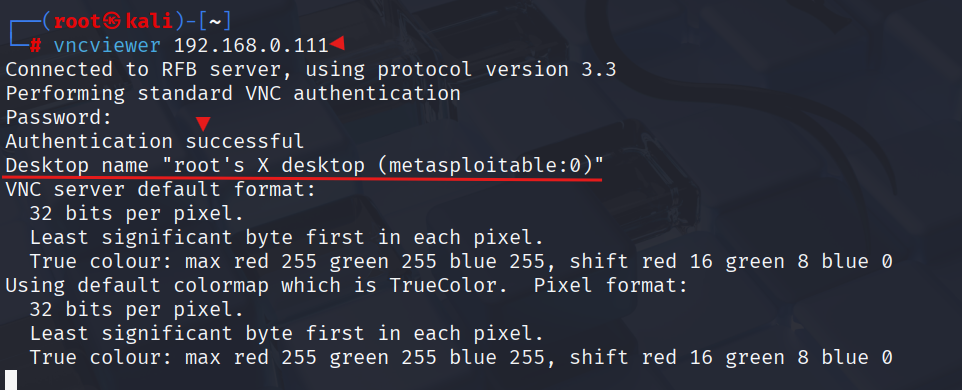 ┌──(root㉿kali)-[~]
└─# vncviewer 192.168.0.111
Connected to RFB server, using protocol version 3.3
Performing standard VNC authentication
Password:
Authentication successful
Desktop name "root's X desktop (metasploitable:0)"
VNC server default format:
  32 bits per pixel.
  Least significant byte first in each pixel.
  True colour: max red 255 green 255 blue 255, shift red 16 green 8 blue 0
Using default colormap which is TrueColor.  Pixel format:
  32 bits per pixel.
  Least significant byte first in each pixel.
  True colour: max red 255 green 255 blue 255, shift red 16 green 8 blue 0